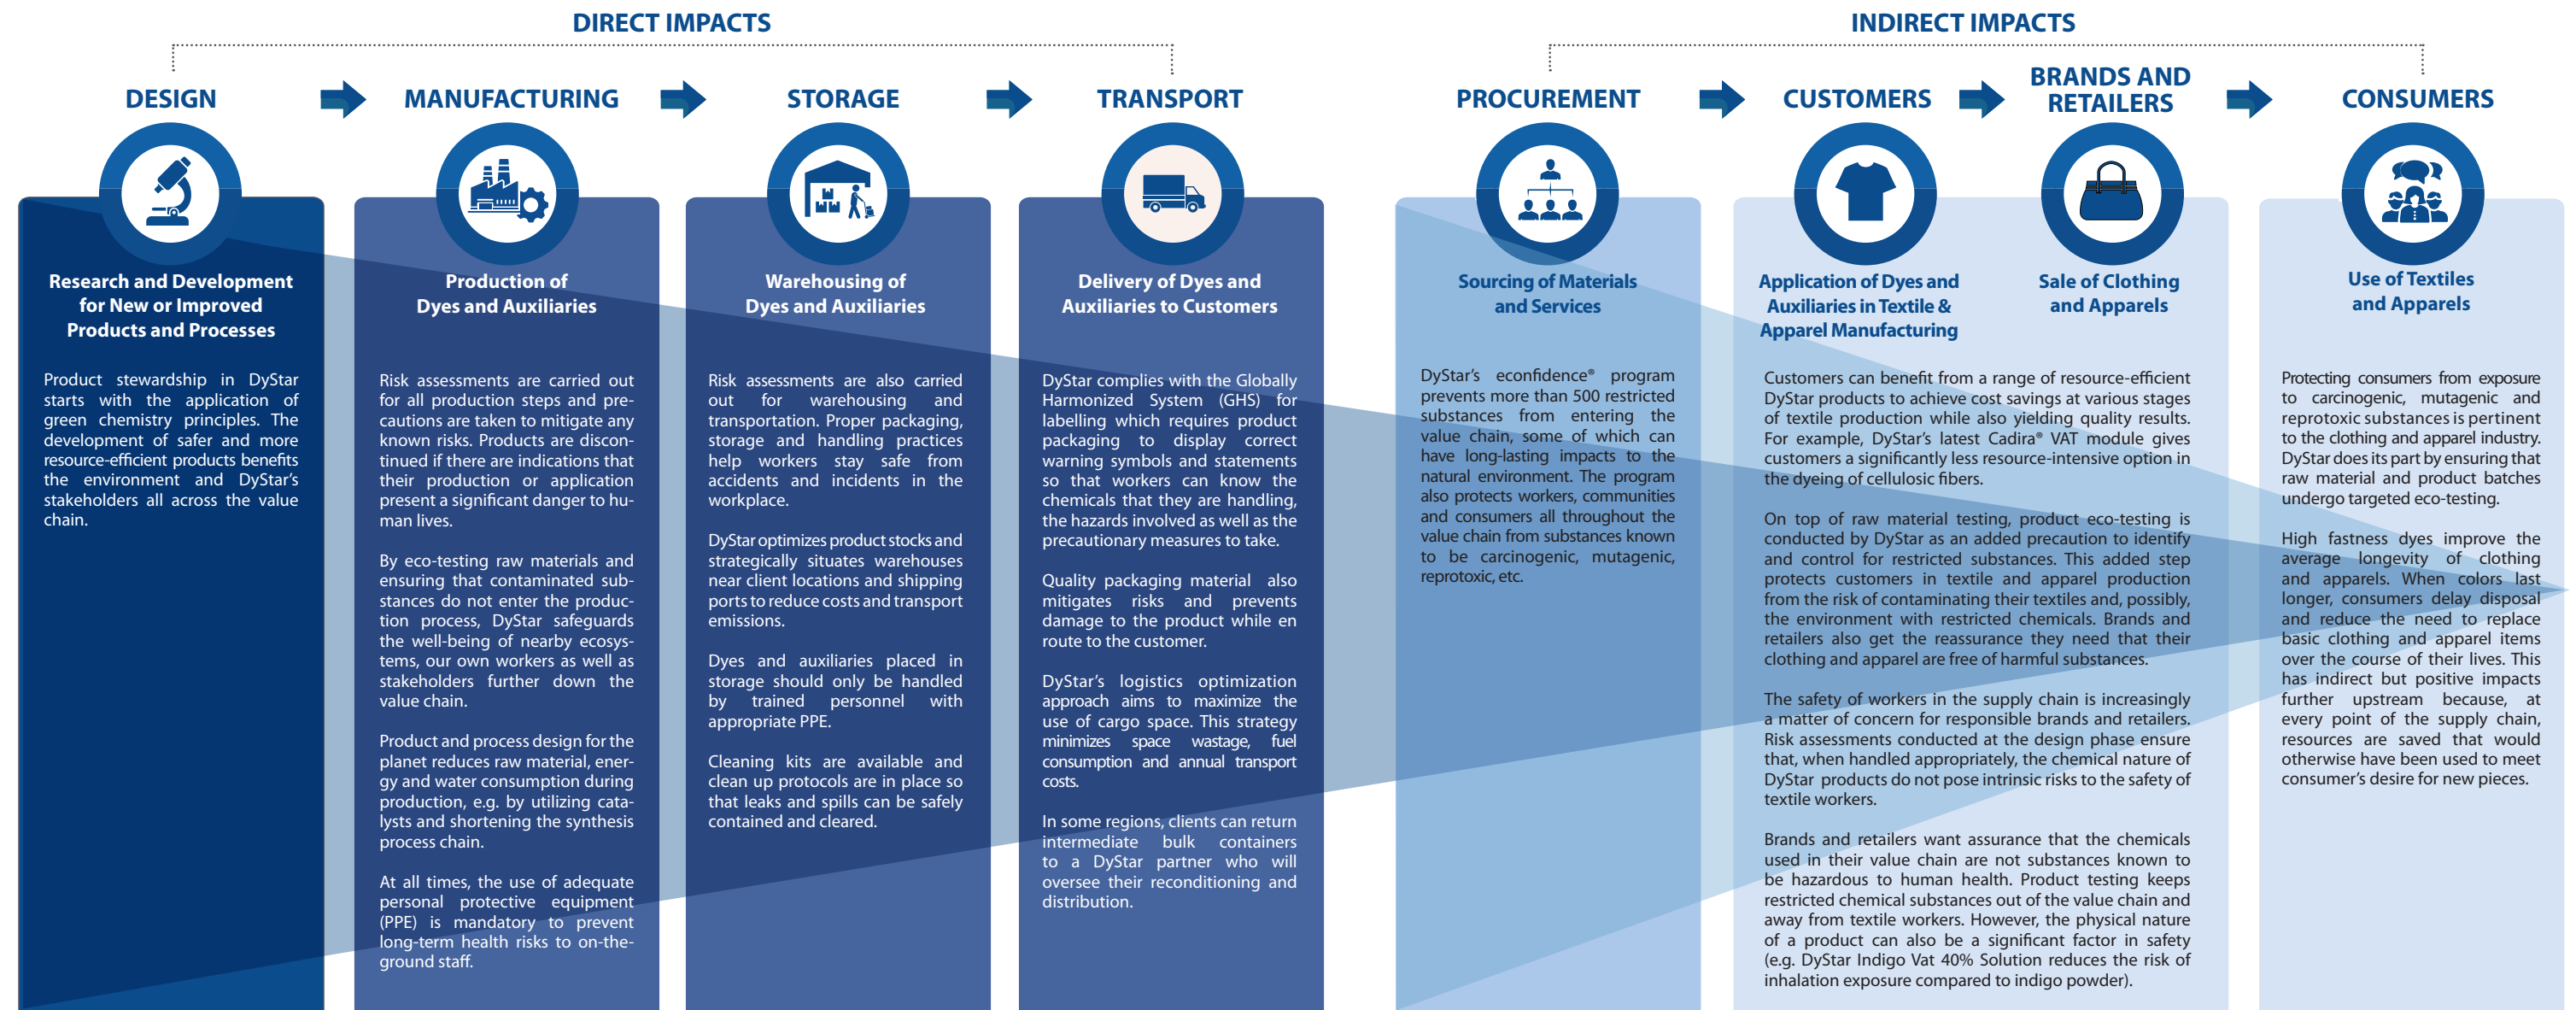 DIRECT IMPACTS
DESIGN
Research and Development
for New or Improved
Products and Processes
Product stewardship in DyStar
starts with the application of
green chemistry principles. The
development of safer and more
resource-efficient products benefits
the environment and DyStar's
stakeholders all across the value
chain.
MANUFACTURING
Production of
Dyes and Auxiliaries
Risk assessments are carried out
for all production steps and pre-
cautions are taken to mitigate any
known risks. Products are discon-
tinued if there are indications that
their production or application
present a significant danger to hu-
man lives.
By eco-testing raw materials and
ensuring that contaminated sub-
stances do not enter the produc-
tion process, DyStar safeguards
the well-being of nearby ecosys-
tems, our own workers as well as
stakeholders further down the
value chain.
Product and process design for the
planet reduces raw material, ener-
gy and water consumption during
production, e.g. by utilizing cata-
lysts and shortening the synthesis
process chain.
At all times, the use of adequate
personal protective equipment
(PPE) is mandatory to prevent
long-term health risks to on-the-
ground staff.
STORAGE
Warehousing of
Dyes and Auxiliaries
Risk assessments are also carried
out for warehousing and
transportation. Proper packaging,
storage and handling practices
help workers stay safe from
accidents and incidents in the
workplace.
DyStar optimizes product stocks and
strategically situates warehouses
near client locations and shipping
ports to reduce costs and transport
emissions.
Dyes and auxiliaries placed in
storage should only be handled
by trained personnel with
appropriate PPE.
Cleaning kits are available and
clean up protocols are in place so
that leaks and spills can be safely
contained and cleared.
TRANSPORT
Delivery of Dyes and
Auxiliaries to Customers
DyStar complies with the Globally
Harmonized System (GHS) for
labelling which requires product
packaging to display correct
warning symbols and statements
so that workers can know the
chemicals that they are handling,
the hazards involved as well as the
precautionary measures to take.
Quality packaging material also
mitigates risks and prevents
damage to the product while en
route to the customer.
DyStar's logistics optimization
approach aims to maximize the
use of cargo space. This strategy
minimizes space wastage, fuel
consumption and annual transport
costs.
In some regions, clients can return
intermediate bulk containers
to a DyStar partner who will
oversee their reconditioning and
distribution.
INDIRECT IMPACTS
PROCUREMENT
Sourcing of Materials
and Services
DyStar's econfidence® program
prevents more than 500 restricted
substances from entering the
value chain, some of which can
have long-lasting impacts to the
natural environment. The program
also protects workers, communities
and consumers all throughout the
value chain from substances known
to be carcinogenic, mutagenic,
reprotoxic, etc.
CUSTOMERS
Application of Dyes and
Auxiliaries in Textile &
Apparel Manufacturing
BRANDS AND
RETAILERS
Sale of Clothing
and Apparels
Customers can benefit from a range of resource-efficient
DyStar products to achieve cost savings at various stages
of textile production while also yielding quality results.
For example, DyStar's latest Cadira® VAT module gives
customers a significantly less resource-intensive option in
the dyeing of cellulosic fibers.
On top of raw material testing, product eco-testing is
conducted by DyStar as an added precaution to identify
and control for restricted substances. This added step
protects customers in textile and apparel production
from the risk of contaminating their textiles and, possibly,
the environment with restricted chemicals. Brands and
retailers also get the reassurance they need that their
clothing and apparel are free of harmful substances.
The safety of workers in the supply chain is increasingly
a matter of concern for responsible brands and retailers.
Risk assessments conducted at the design phase ensure
that, when handled appropriately, the chemical nature of
DyStar products do not pose intrinsic risks to the safety of
textile workers.
Brands and retailers want assurance that the chemicals
used in their value chain are not substances known to
be hazardous to human health. Product testing keeps
restricted chemical substances out of the value chain and
away from textile workers. However, the physical nature
of a product can also be a significant factor in safety
(e.g. DyStar Indigo Vat 40% Solution reduces the risk of
inhalation exposure compared to indigo powder).
CONSUMERS
Use of Textiles
and Apparels
Protecting consumers from exposure
to carcinogenic, mutagenic and
reprotoxic substances is pertinent
to the clothing and apparel industry.
DyStar does its part by ensuring that
raw material and product batches
undergo targeted eco-testing.
High fastness dyes improve the
average longevity of clothing
and apparels. When colors last
longer, consumers delay disposal
and reduce the need to replace
basic clothing and apparel items
over the course of their lives. This
has indirect but positive impacts
further upstream because, at
every point of the supply chain,
resources are saved that would
otherwise have been used to meet
consumer's desire for new pieces.